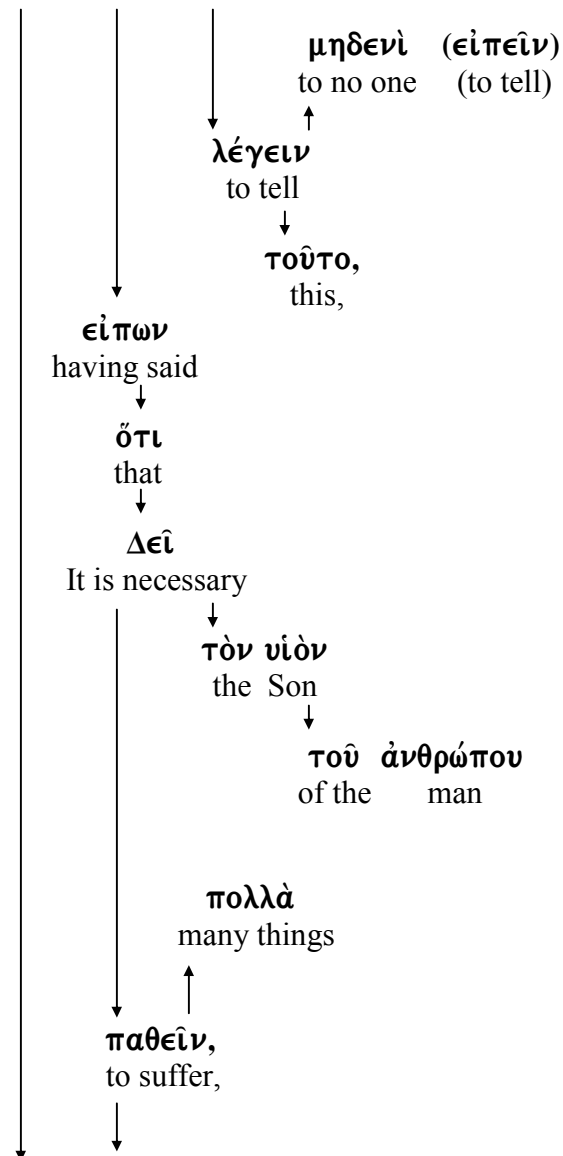 μηδενὶ (εἰπεῖν)
to no one (to tell)
λέγειν
to tell
τοῦτο,
this,
εἰπὼν
having said
ὅτι
that
Δεῖ
It is necessary
τὸν υἱὸν
the Son
τοῦ ἀνθρώπου
of the man
πολλὰ
many things
παθεῖν,
to suffer,